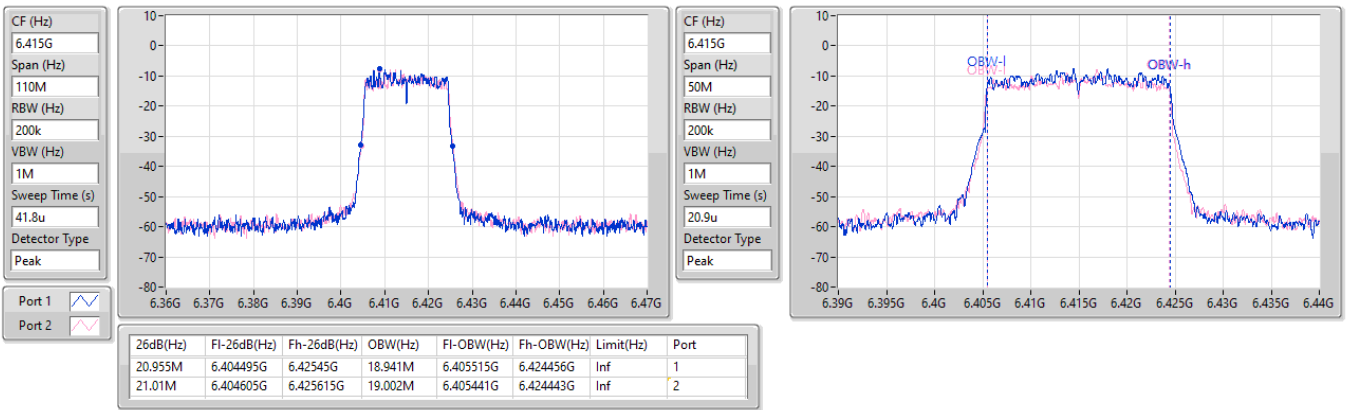 CF (Hz)
6.415G
Span (Hz)
110M
RBW (Hz)
200k
VBW (Hz)
1M
Sweep Time (s)
41.8u
Detector Type
Peak
Port 1
Port 2
10-
0-
-10-
-20-
-30-
-40-
-50-
-60-
-70-
-80-
6.36G 6.37G 6.38G 6.39G 6.4G 6.41G 6.42G 6.43G 6.44G 6.45G 6.46G 6.47G
CF (Hz)
6.415G
Span (Hz)
50M
RBW (Hz)
200k
VBW (Hz)
1M
Sweep Time (s)
20.9u
Detector Type
Peak
10-
0-
-10-
-20-
-30-
-40-
-50-
-60-
-70-
-80-
OBW-l
OBW-l
OBW-h
6.39G 6.395G 6.4G 6.405G 6.41G 6.415G 6.42G 6.425G 6.43G 6.435G 6.44G
26dB(Hz) Fl-26dB(Hz) Fh-26dB(Hz) OBW(Hz) Fl-OBW(Hz) Fh-OBW(Hz) Limit(Hz) Port
20.955M 6.404495G 6.42545G 18.941M 6.405515G 6.424456G Inf 1
21.01M 6.404605G 6.425615G 19.002M 6.405441G 6.424443G Inf 2